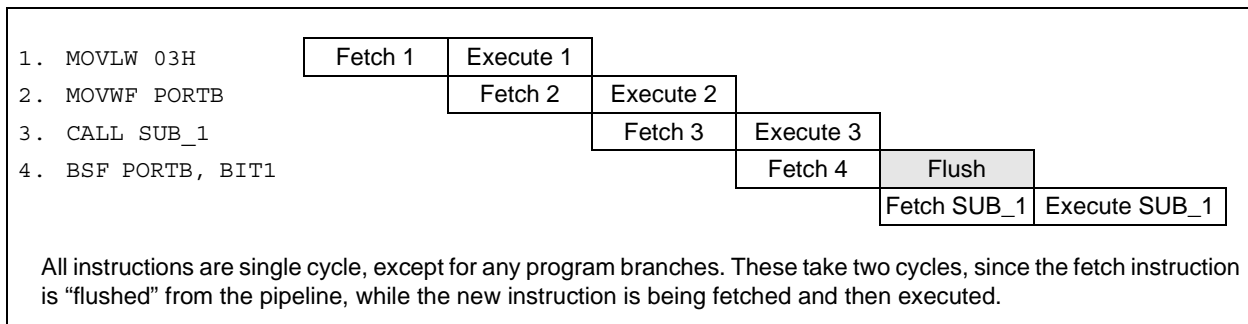 1. MOVLW 03H Fetch 1 Execute 1
2. MOVWF PORTB Fetch 2 Execute 2
3. CALL SUB_1 Fetch 3 Execute 3
4. BSF PORTB, BIT1 Fetch 4 Flush
Fetch SUB_1 Execute SUB_1
All instructions are single cycle, except for any program branches. These take two cycles, since the fetch instruction
is “flushed” from the pipeline, while the new instruction is being fetched and then executed.